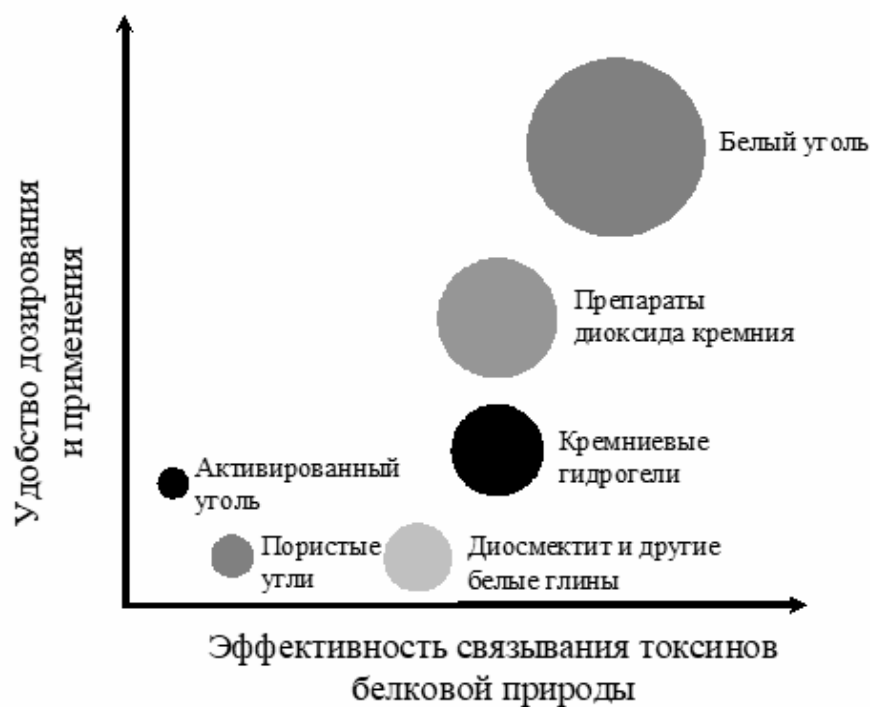 Удобство дозирования
и применения
Белый уголь
Препараты
диоксида кремния
Кремниевые
гидрогели
Активированный
уголь
Пористые
угли
Диосмектит и другие
белые глины
Эффективность связывания токсинов
белковой природы